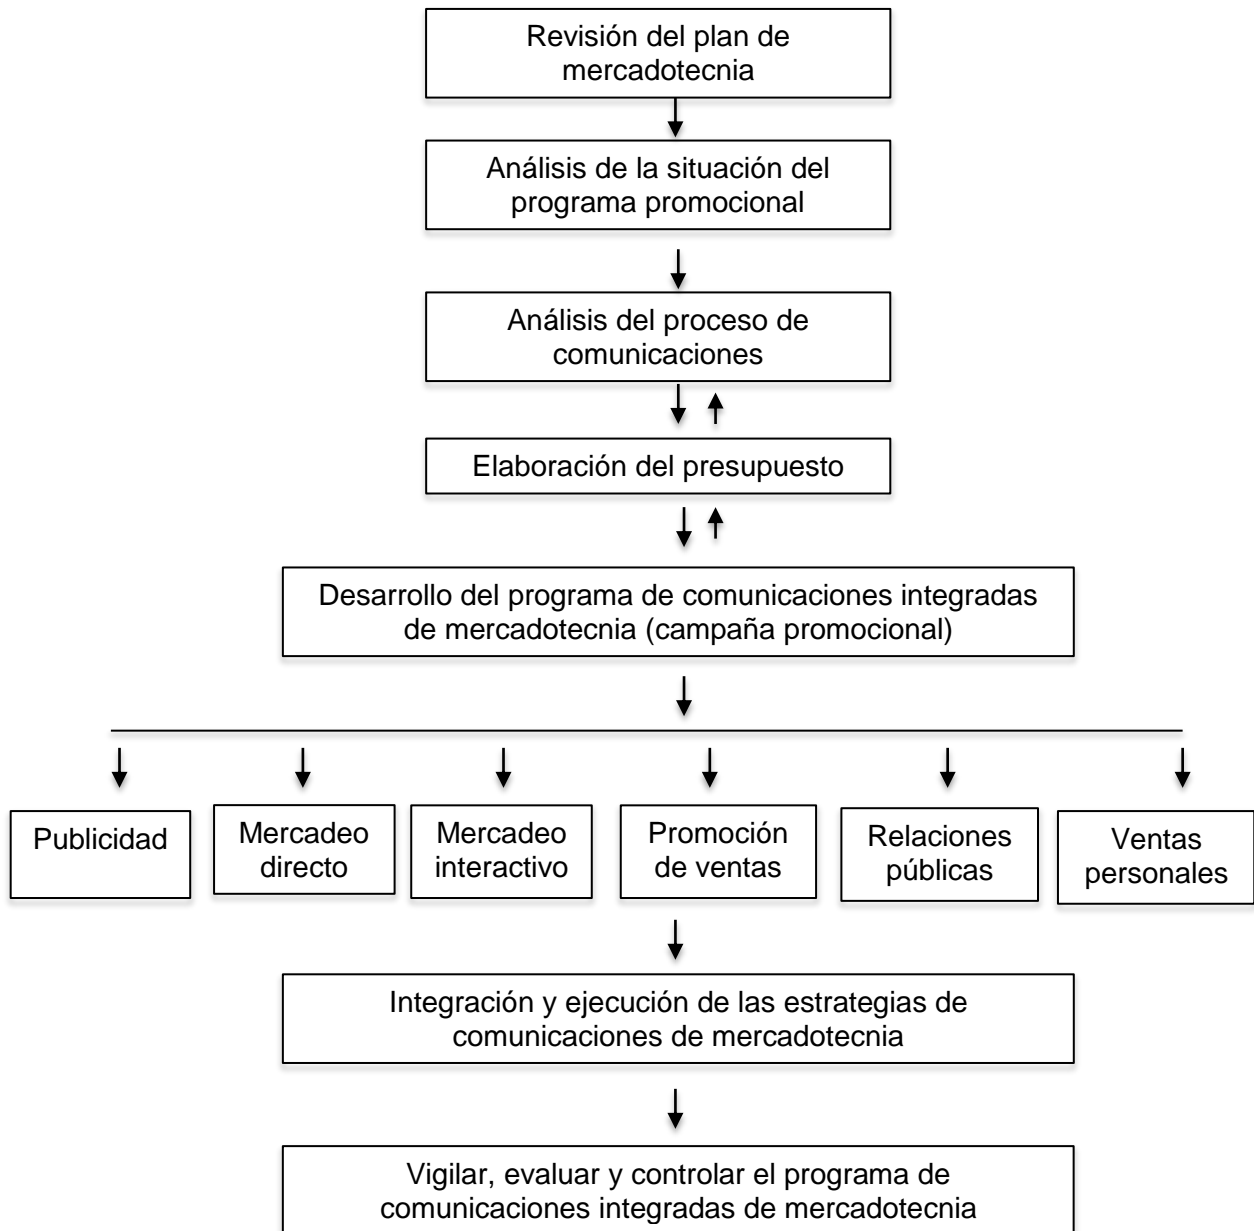 Revisión del plan de
mercadotecnia
Análisis de la situación del
programa promocional
Análisis del proceso de
comunicaciones
Elaboración del presupuesto
Desarrollo del programa de comunicaciones integradas
de mercadotecnia (campaña promocional)
Publicidad
Mercadeo
directo
Mercadeo
interactivo
Promoción
de ventas
Relaciones
públicas
Ventas
personales
Integración y ejecución de las estrategias de
comunicaciones de mercadotecnia
Vigilar, evaluar y controlar el programa de
comunicaciones integradas de mercadotecnia